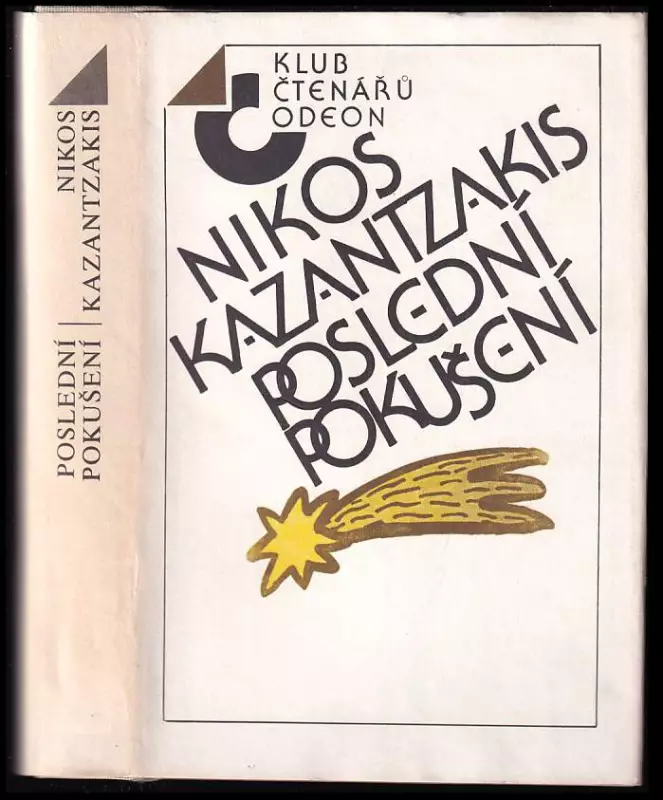 NIKOS
KAZANTZAKIS
POSLEDNÍ
POKUŠENÍ
KLUB
ČTENÁŘŮ
ODEON
NIKOS
KAZANTZAKIS
POSLEDNÍ
POKUŠENÍ